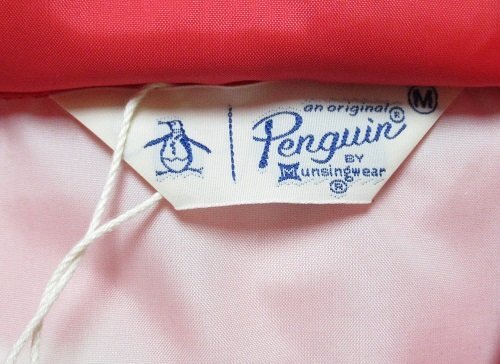 M
an original
Penguin®
BY
Munsingwear
®